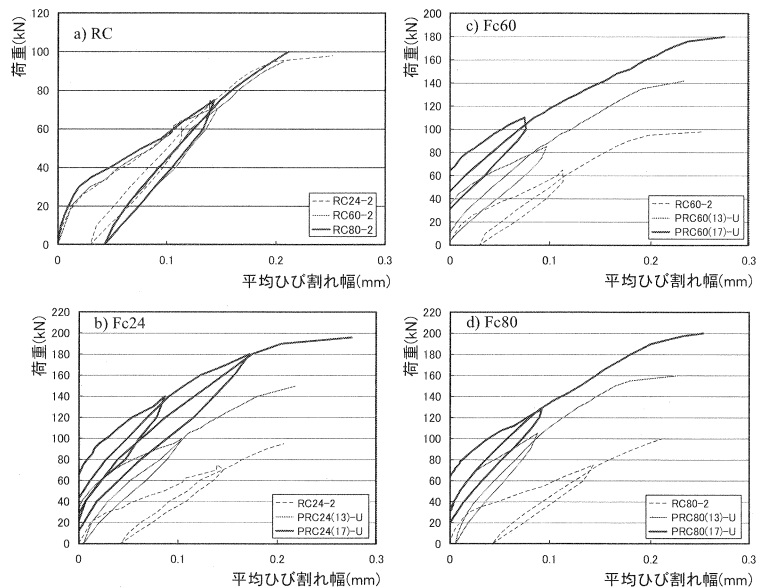 a) RC
荷重(kN)
120
100
80
60
40
20
0
0
0.1
0.2
0.3
平均ひび割れ幅(mm)
RC24-2
RC60-2
RC80-2
c) Fc60
荷重(kN)
200
180
160
140
120
100
80
60
40
20
0
0
0.1
0.2
0.3
平均ひび割れ幅(mm)
RC60-2
PRC60(13)-U
PRC60(17)-U
b) Fc24
荷重(kN)
220
200
180
160
140
120
100
80
60
40
20
0
0
0.1
0.2
0.3
平均ひび割れ幅(mm)
RC24-2
PRC24(13)-U
PRC24(17)-U
d) Fc80
荷重(kN)
220
200
180
160
140
120
100
80
60
40
20
0
0
0.1
0.2
0.3
平均ひび割れ幅(mm)
RC80-2
PRC80(13)-U
PRC80(17)-U